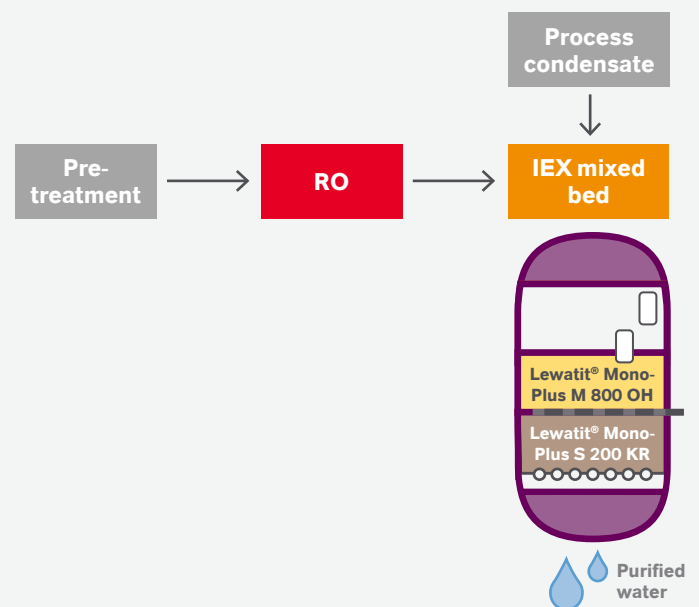 Process
condensate
Pre-
treatment
RO
IEX mixed
bed
Lewatit® Mono-
Plus M 800 OH
Lewatit® Mono-
Plus S 200 KR
Purified
water